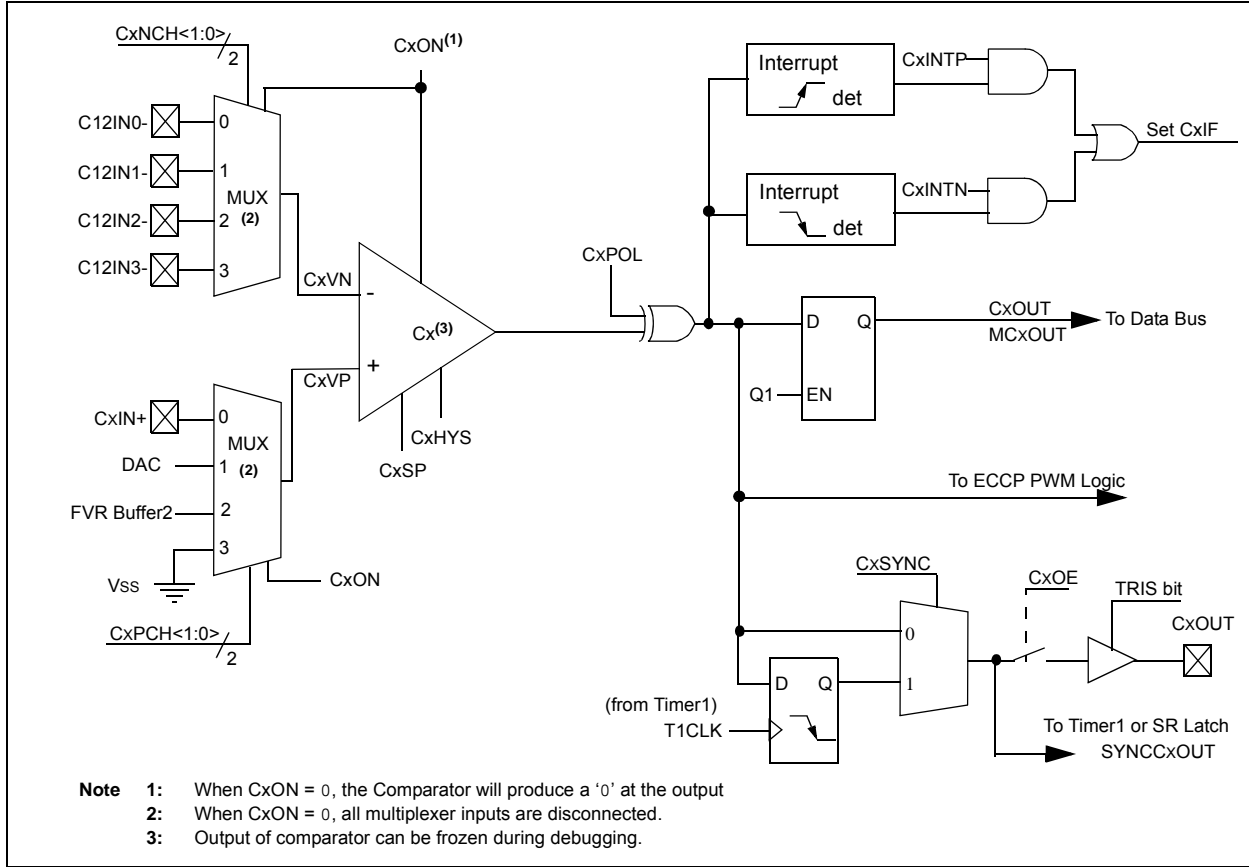 CxNCH<1:0>
2
CxON(1)
C12IN0-
0
C12IN1-
1
C12IN2-
2
C12IN3-
3
MUX
(2)
CxVN
-
Cx(3)
+
CxVP
CxHYS
CxSP
CxIN+
0
MUX
(2)
DAC
1
FVR Buffer2
2
3
Vss
CxON
CxPCH<1:0>
2
CxPOL
Interrupt
det
CxINTP
Interrupt
det
CxINTN
Set CxIF
D
Q
Q1
EN
CxOUT
MCxOUT
To Data Bus
To ECCP PWM Logic
CxSYNC
0
1
D
Q
(from Timer1)
T1CLK
CxOE
TRIS bit
CxOUT
To Timer1 or SR Latch
SYNCCxOUT
Note 1: When CxON = 0, the Comparator will produce a ‘0’ at the output
2: When CxON = 0, all multiplexer inputs are disconnected.
3: Output of comparator can be frozen during debugging.